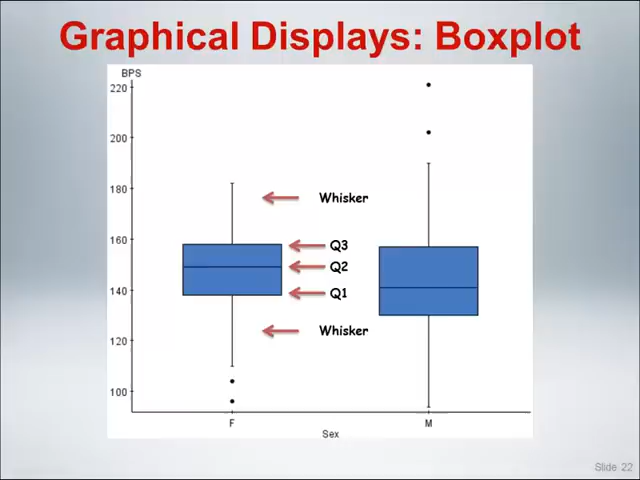 Graphical Displays: Boxplot
BPS
220
200
180
160
140
120
100
Whisker
Q3
Q2
Q1
Whisker
F
M
Sex
Slide 22